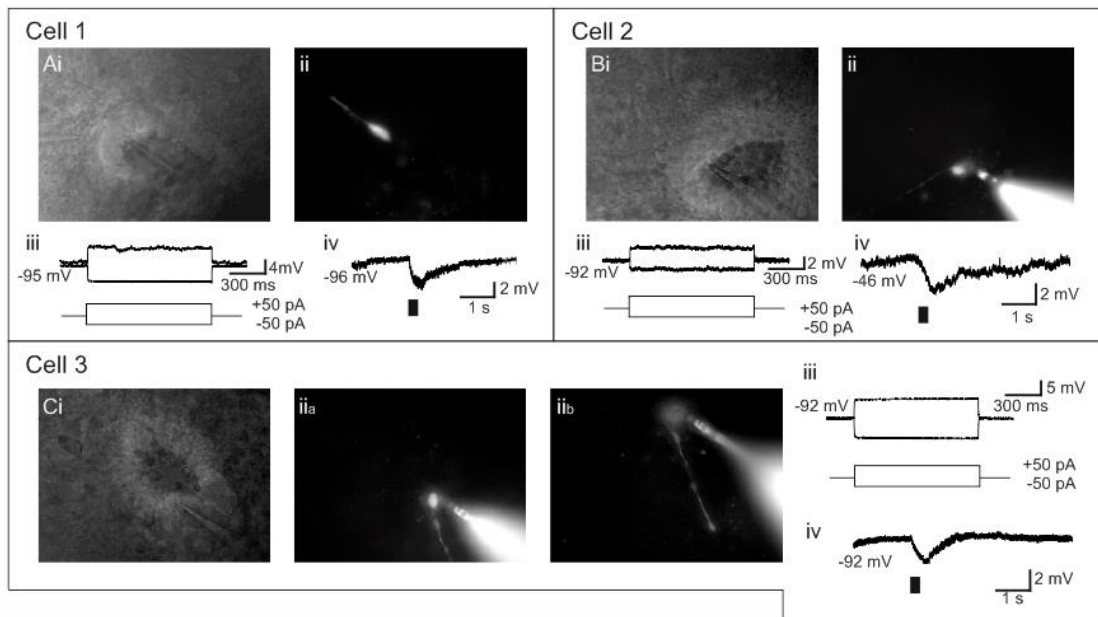 Cell 1
Ai
ii
iii
-95 mV
4mV
300 ms
+50 pA
-50 pA
iv
-96 mV
2 mV
1 s
Cell 2
Bi
ii
iii
-92 mV
2 mV
300 ms
+50 pA
-50 pA
iv
-46 mV
2 mV
1 s
Cell 3
Ci
iia
iib
iii
-92 mV
5 mV
300 ms
+50 pA
-50 pA
iv
-92 mV
2 mV
1 s